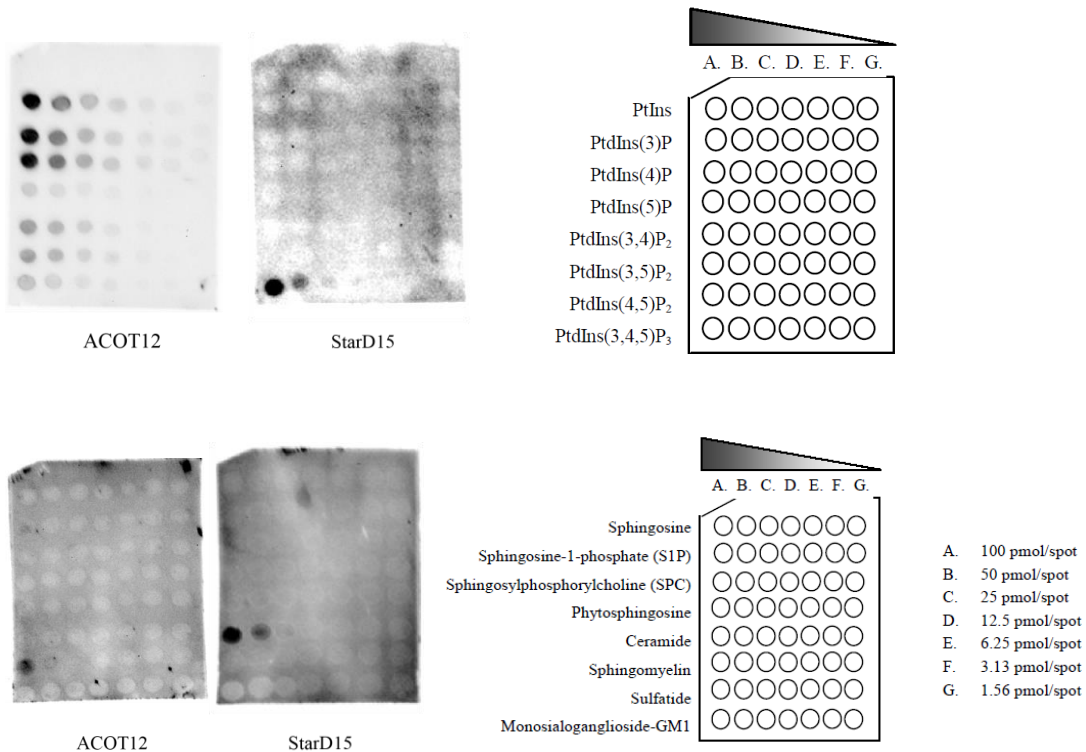 A. B. C. D. E. F. G.
PtIns
PtdIns(3)P
PtdIns(4)P
PtdIns(5)P
PtdIns(3,4)P₂
PtdIns(3,5)P₂
PtdIns(4,5)P₂
PtdIns(3,4,5)P₃
ACOT12 StarD15
A. B. C. D. E. F. G.
Sphingosine
Sphingosine-1-phosphate (S1P)
Sphingosylphosphorylcholine (SPC)
Phytosphingosine
Ceramide
Sphingomyelin
Sulfatide
Monosialoganglioside-GM1
A. 100 pmol/spot
B. 50 pmol/spot
C. 25 pmol/spot
D. 12.5 pmol/spot
E. 6.25 pmol/spot
F. 3.13 pmol/spot
G. 1.56 pmol/spot
ACOT12 StarD15